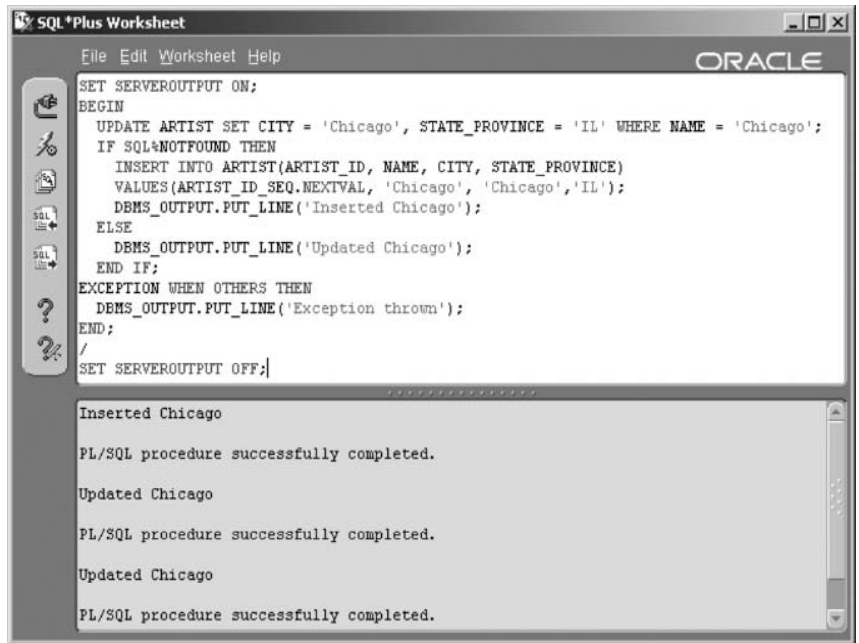 SQL*Plus Worksheet
File Edit Worksheet Help
ORACLE
SET SERVEROUTPUT ON;
BEGIN
  UPDATE ARTIST SET CITY = 'Chicago', STATE_PROVINCE = 'IL' WHERE NAME = 'Chicago';
  IF SQL%NOTFOUND THEN
    INSERT INTO ARTIST(ARTIST_ID, NAME, CITY, STATE_PROVINCE)
    VALUES(ARTIST_ID_SEQ.NEXTVAL, 'Chicago', 'Chicago','IL');
    DBMS_OUTPUT.PUT_LINE('Inserted Chicago');
  ELSE
    DBMS_OUTPUT.PUT_LINE('Updated Chicago');
  END IF;
EXCEPTION WHEN OTHERS THEN
  DBMS_OUTPUT.PUT_LINE('Exception thrown');
END;
/
SET SERVEROUTPUT OFF;
SQL
SQL
Inserted Chicago
PL/SQL procedure successfully completed.
Updated Chicago
PL/SQL procedure successfully completed.
Updated Chicago
PL/SQL procedure successfully completed.